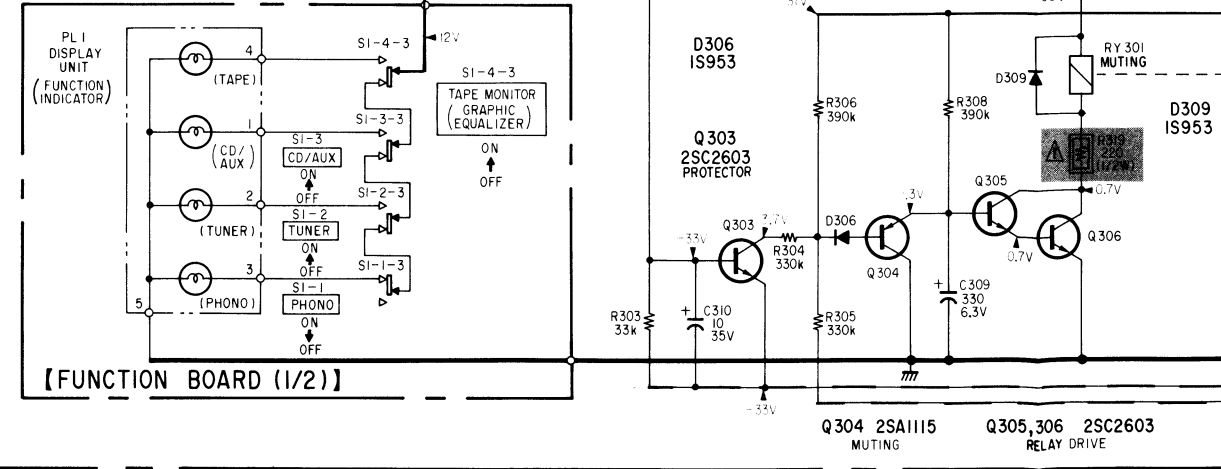 PL 1
DISPLAY
UNIT
(FUNCTION
INDICATOR)
4
(TAPE)
1
(CD/
AUX)
2
(TUNER)
3
(PHONO)
5
S1-4-3
12V
S1-4-3
TAPE MONITOR
(GRAPHIC
EQUALIZER)
ON
OFF
S1-3-3
S1-3
CD/AUX
ON
OFF
S1-2-3
S1-2
TUNER
ON
OFF
S1-1-3
S1-1
PHONO
ON
OFF
【FUNCTION BOARD (1/2)】
D306
1S953
Q303
2SC2603
PROTECTOR
R306
390k
R308
390k
D309
RY301
MUTING
D309
1S953
R319
220
(1/2W)
0.7V
Q305
Q306
0.7V
Q303
-33V
R304
330k
D306
Q304
R303
33k
+
C310
10
35V
R305
330k
+
C309
330
6.3V
-33V
Q304 2SA1115
MUTING
Q305,306 2SC2603
RELAY DRIVE